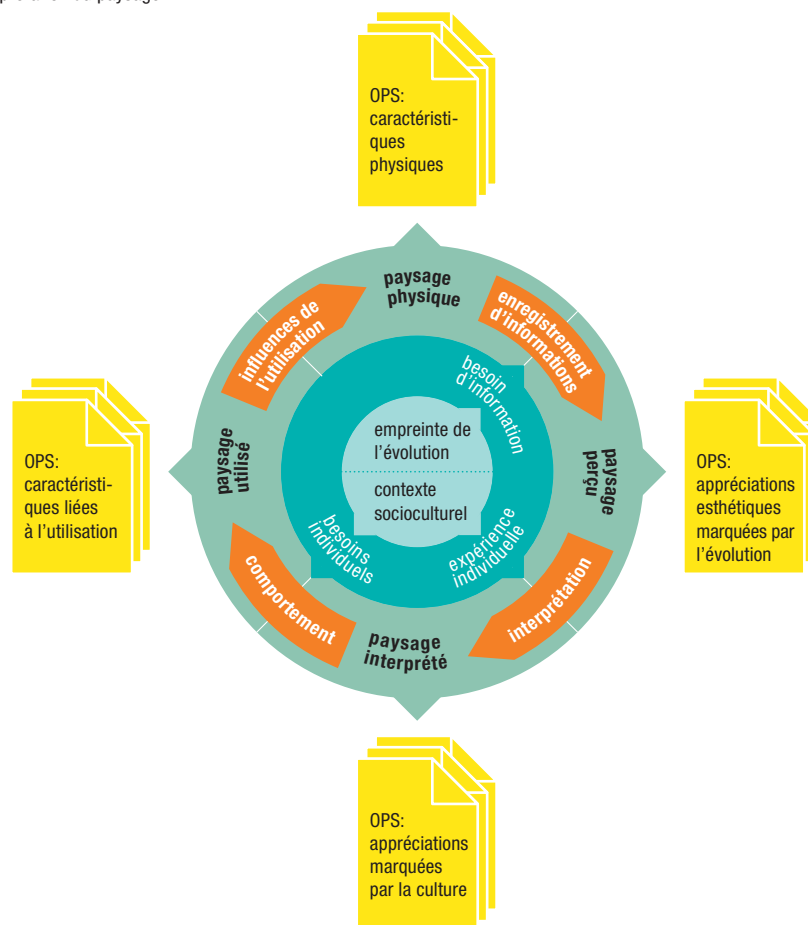 OPS:
caractéristi-
ques
physiques
paysage
physique
influences de
l'utilisation
enregistrement
d'informations
besoin
d'information
empreinte de
l'évolution
contexte
socioculturel
OPS:
caractéristi-
ques liées
à l'utilisation
paysage
utilisé
paysage
perçu
OPS:
appréciations
esthétiques
marquées par
l'évolution
besoins
individuels
expérience
individuelle
comportement
interprétation
paysage
interprété
OPS:
appréciations
marquées
par la culture